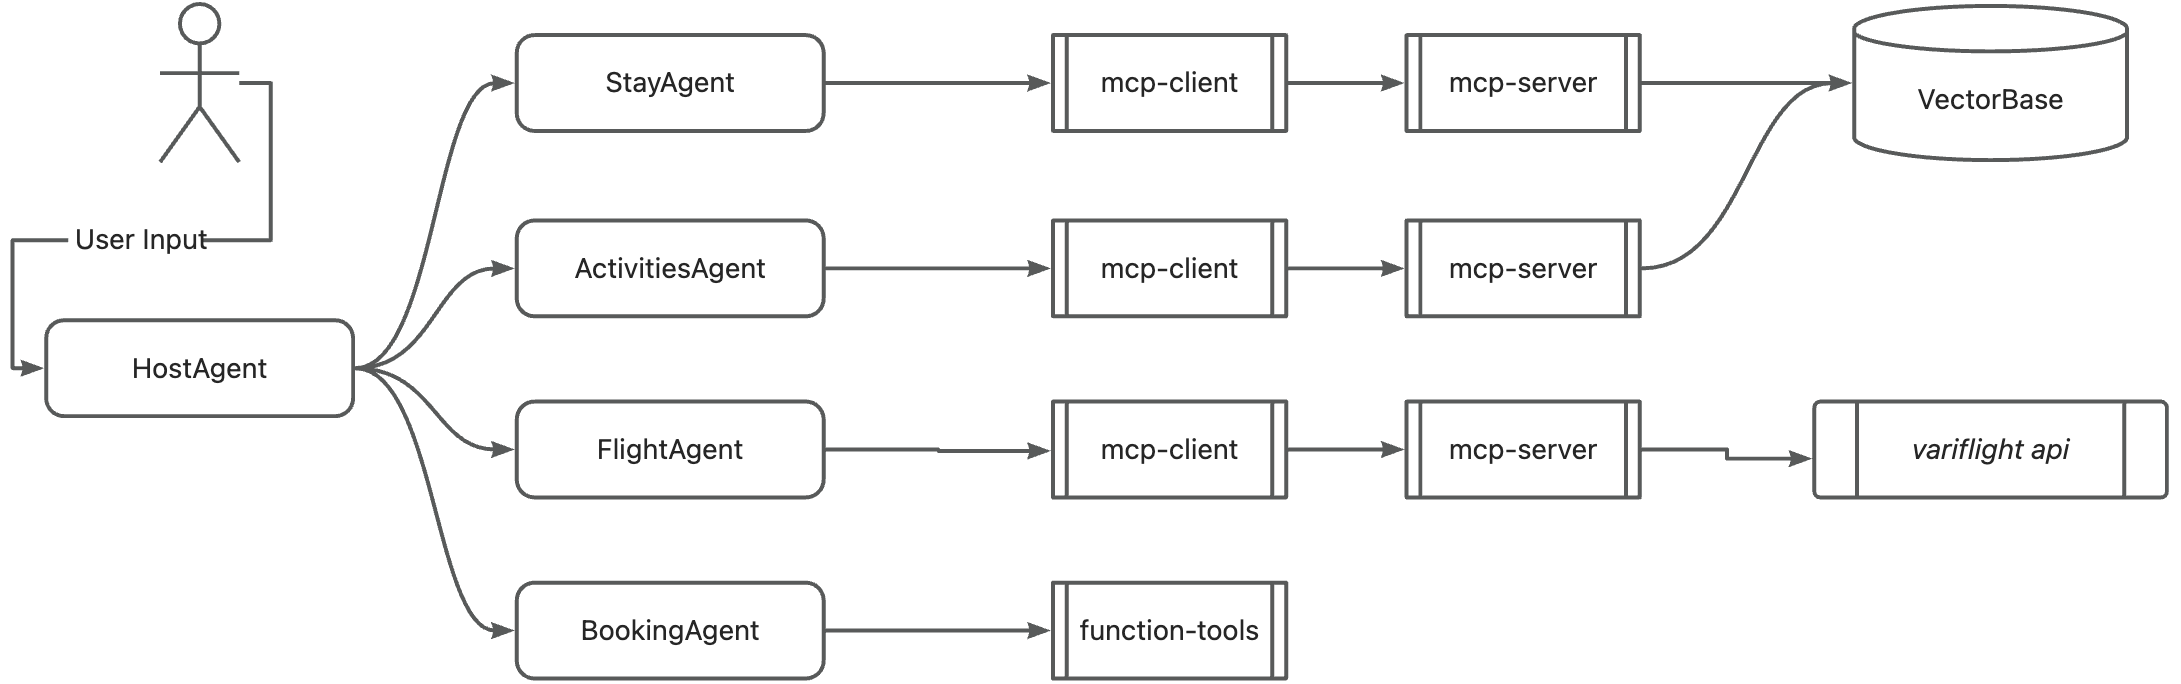 StayAgent
mcp-client
mcp-server
VectorBase
User Input
ActivitiesAgent
mcp-client
mcp-server
HostAgent
FlightAgent
mcp-client
mcp-server
variflight api
BookingAgent
function-tools